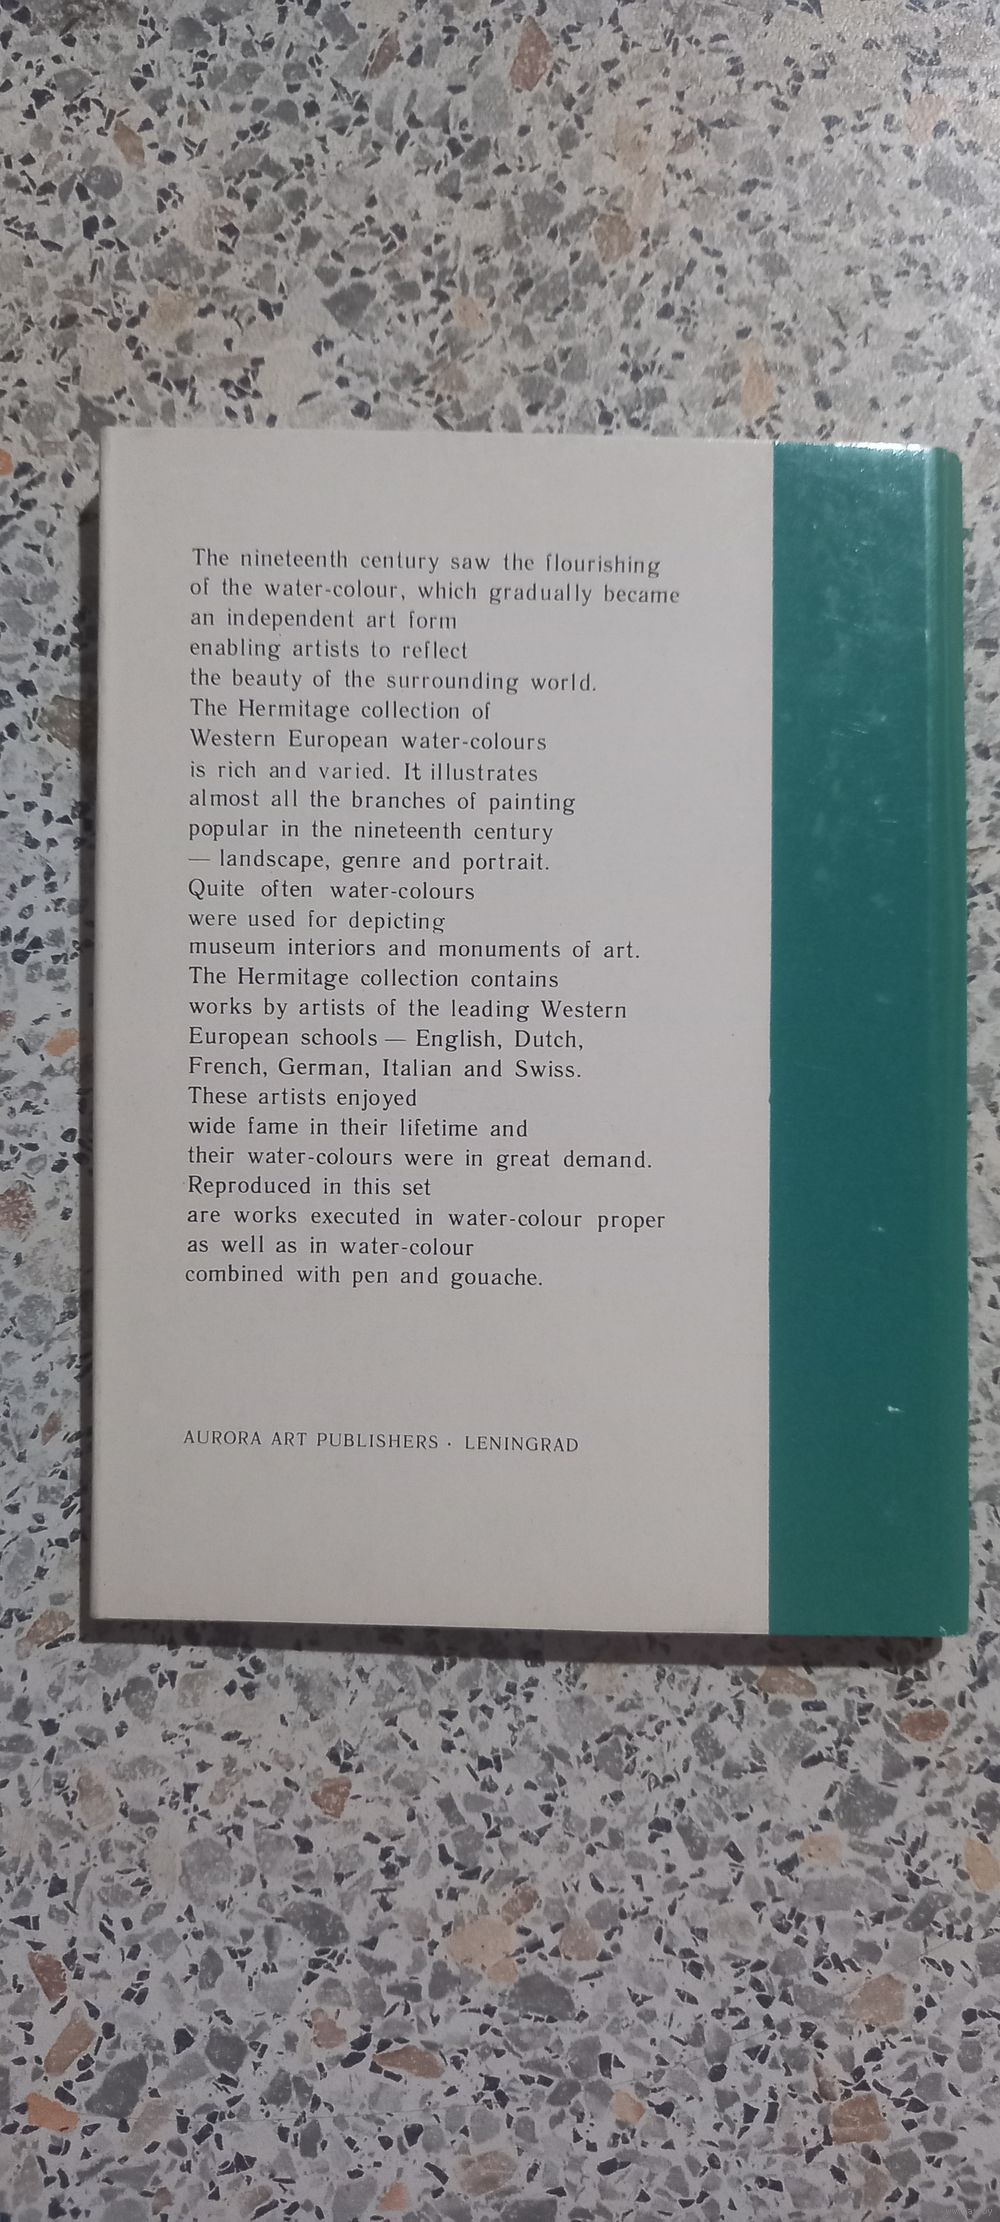 The nineteenth century saw the flourishing
of the water-colour, which gradually became
an independent art form
enabling artists to reflect
the beauty of the surrounding world.
The Hermitage collection of
Western European water-colours
is rich and varied. It illustrates
almost all the branches of painting
popular in the nineteenth century
— landscape, genre and portrait.
Quite often water-colours
were used for depicting
museum interiors and monuments of art.
The Hermitage collection contains
works by artists of the leading Western
European schools — English, Dutch,
French, German, Italian and Swiss.
These artists enjoyed
wide fame in their lifetime and
their water-colours were in great demand.
Reproduced in this set
are works executed in water-colour proper
as well as in water-colour
combined with pen and gouache.
AURORA ART PUBLISHERS · LENINGRAD